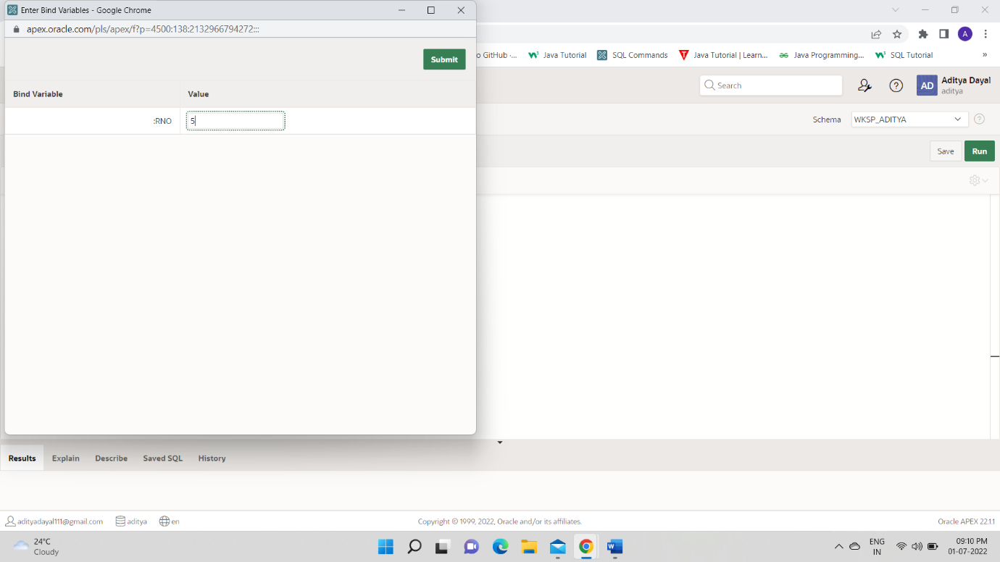 Enter Bind Variables - Google Chrome
apex.oracle.com/pls/apex/f?p=4500:138:2132966794272:::
Submit
Bind Variable Value
:RNO 5
A
o GitHub -... Java Tutorial SQL Commands Java Tutorial | Learn... Java Programming... SQL Tutorial »
Search
AD
Aditya Dayal
aditya
Schema WKSP_ADITYA
Save Run
Results Explain Describe Saved SQL History
adityadayal111@gmail.com aditya en
Copyright © 1999, 2022, Oracle and/or its affiliates.
Oracle APEX 22.1.1
24°C
Cloudy
ENG
IN
09:10 PM
01-07-2022